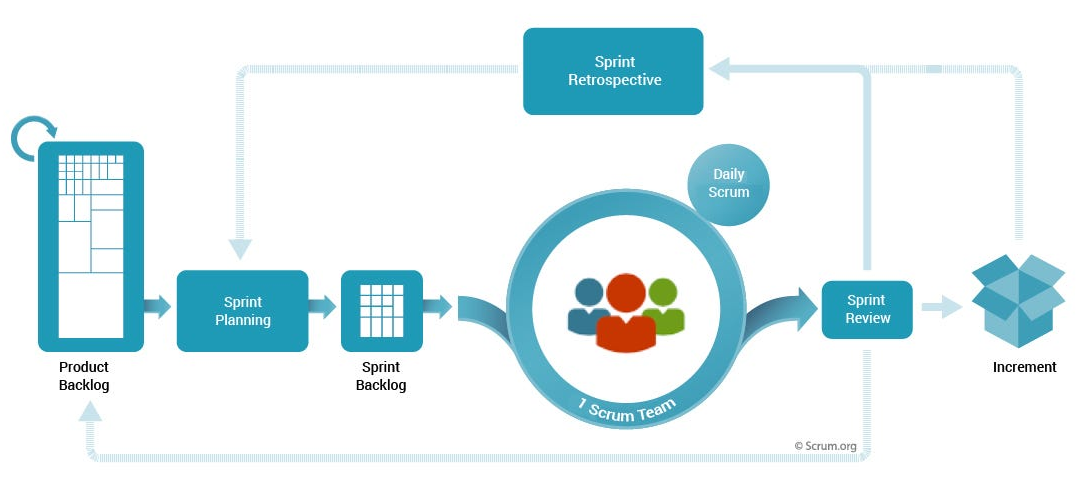 Sprint
Retrospective
Daily
Scrum
Sprint
Planning
Sprint
Review
Product
Backlog
Sprint
Backlog
Increment
1 Scrum Team
© Scrum.org